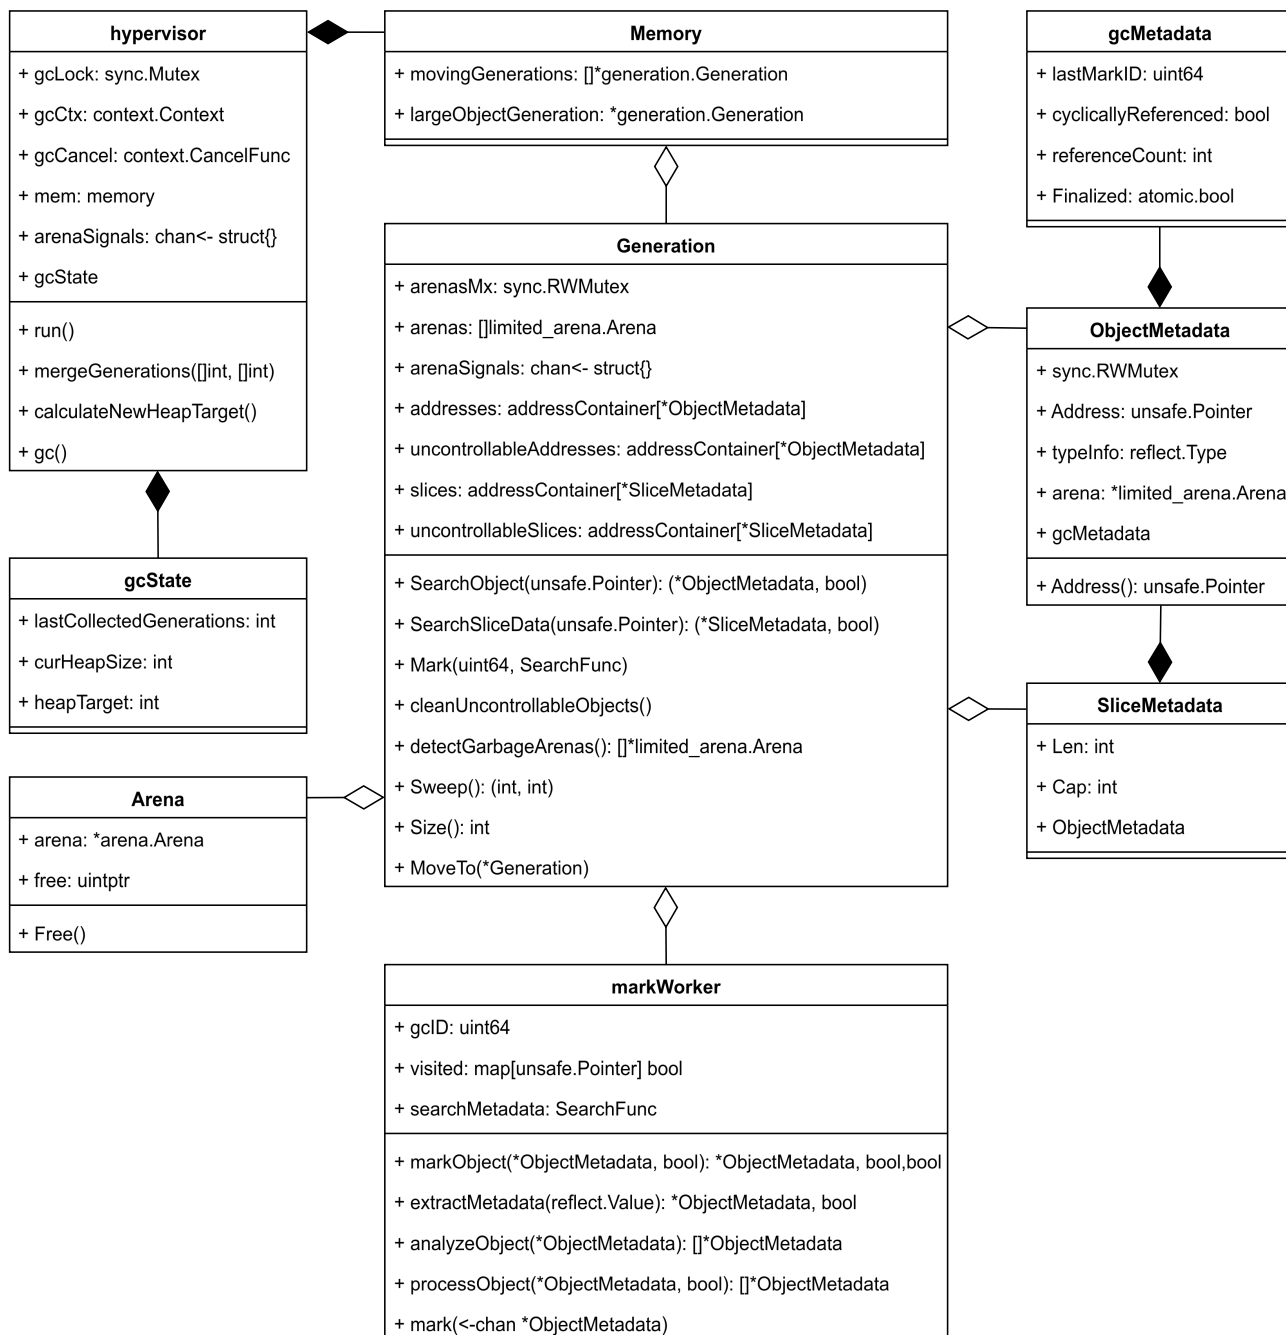 hypervisor
+ gcLock: sync.Mutex
+ gcCtx: context.Context
+ gcCancel: context.CancelFunc
+ mem: memory
+ arenaSignals: chan<- struct{}
+ gcState
+ run()
+ mergeGenerations([]int, []int)
+ calculateNewHeapTarget()
+ gc()
Memory
+ movingGenerations: []*generation.Generation
+ largeObjectGeneration: *generation.Generation
gcMetadata
+ lastMarkID: uint64
+ cyclicallyReferenced: bool
+ referenceCount: int
+ Finalized: atomic.bool
Generation
+ arenasMx: sync.RWMutex
+ arenas: []limited_arena.Arena
+ arenaSignals: chan<- struct{}
+ addresses: addressContainer[*ObjectMetadata]
+ uncontrollableAddresses: addressContainer[*ObjectMetadata]
+ slices: addressContainer[*SliceMetadata]
+ uncontrollableSlices: addressContainer[*SliceMetadata]
+ SearchObject(unsafe.Pointer): (*ObjectMetadata, bool)
+ SearchSliceData(unsafe.Pointer): (*SliceMetadata, bool)
+ Mark(uint64, SearchFunc)
+ cleanUncontrollableObjects()
+ detectGarbageArenas(): []*limited_arena.Arena
+ Sweep(): (int, int)
+ Size(): int
+ MoveTo(*Generation)
ObjectMetadata
+ sync.RWMutex
+ Address: unsafe.Pointer
+ typeInfo: reflect.Type
+ arena: *limited_arena.Arena
+ gcMetadata
+ Address(): unsafe.Pointer
gcState
+ lastCollectedGenerations: int
+ curHeapSize: int
+ heapTarget: int
SliceMetadata
+ Len: int
+ Cap: int
+ ObjectMetadata
Arena
+ arena: *arena.Arena
+ free: uintptr
+ Free()
markWorker
+ gcID: uint64
+ visited: map[unsafe.Pointer] bool
+ searchMetadata: SearchFunc
+ markObject(*ObjectMetadata, bool): *ObjectMetadata, bool,bool
+ extractMetadata(reflect.Value): *ObjectMetadata, bool
+ analyzeObject(*ObjectMetadata): []*ObjectMetadata
+ processObject(*ObjectMetadata, bool): []*ObjectMetadata
+ mark(<-chan *ObjectMetadata)